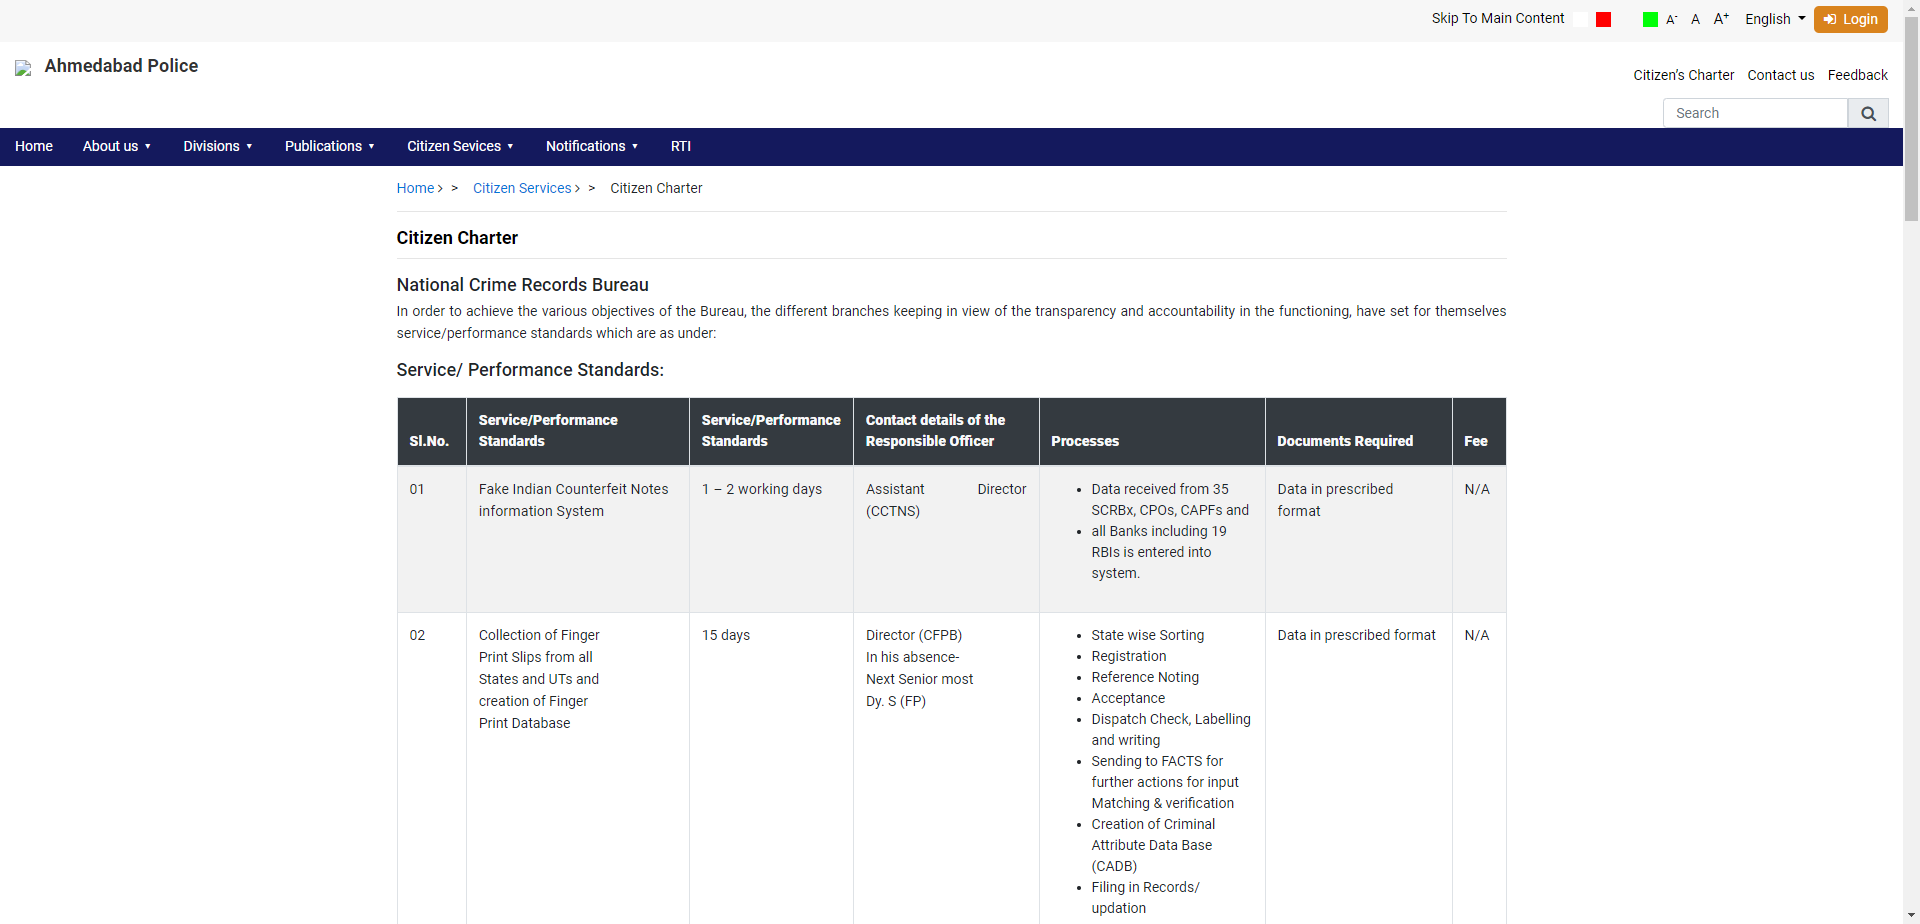 Skip To Main Content
A- A A+
English
Login
Ahmedabad Police
Citizen's Charter Contact us Feedback
Search
Home About us Divisions Publications Citizen Sevices Notifications RTI
Home > > Citizen Services > > Citizen Charter
Citizen Charter
National Crime Records Bureau
In order to achieve the various objectives of the Bureau, the different branches keeping in view of the transparency and accountability in the functioning, have set for themselves
service/performance standards which are as under:
Service/ Performance Standards:
Sl.No.
Service/Performance
Standards
Service/Performance
Standards
Contact details of the
Responsible Officer
Processes
Documents Required
Fee
01
Fake Indian Counterfeit Notes
information System
1 – 2 working days
Assistant Director
(CCTNS)
• Data received from 35
SCRBx, CPOs, CAPFs and
• all Banks including 19
RBIs is entered into
system.
Data in prescribed
format
N/A
02
Collection of Finger
Print Slips from all
States and UTs and
creation of Finger
Print Database
15 days
Director (CFPB)
In his absence-
Next Senior most
Dy. S (FP)
• State wise Sorting
• Registration
• Reference Noting
• Acceptance
• Dispatch Check, Labelling
and writing
• Sending to FACTS for
further actions for input
Matching & verification
• Creation of Criminal
Attribute Data Base
(CADB)
• Filing in Records/
updation
Data in prescribed format
N/A